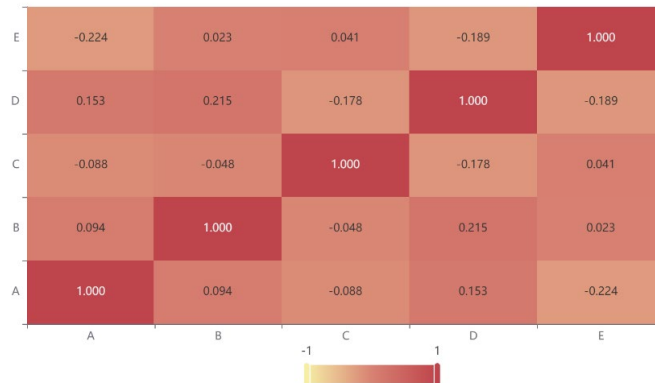 E -0.224 0.023 0.041 -0.189 1.000
D 0.153 0.215 -0.178 1.000 -0.189
C -0.088 -0.048 1.000 -0.178 0.041
B 0.094 1.000 -0.048 0.215 0.023
A 1.000 0.094 -0.088 0.153 -0.224
A B C D E
-1 1